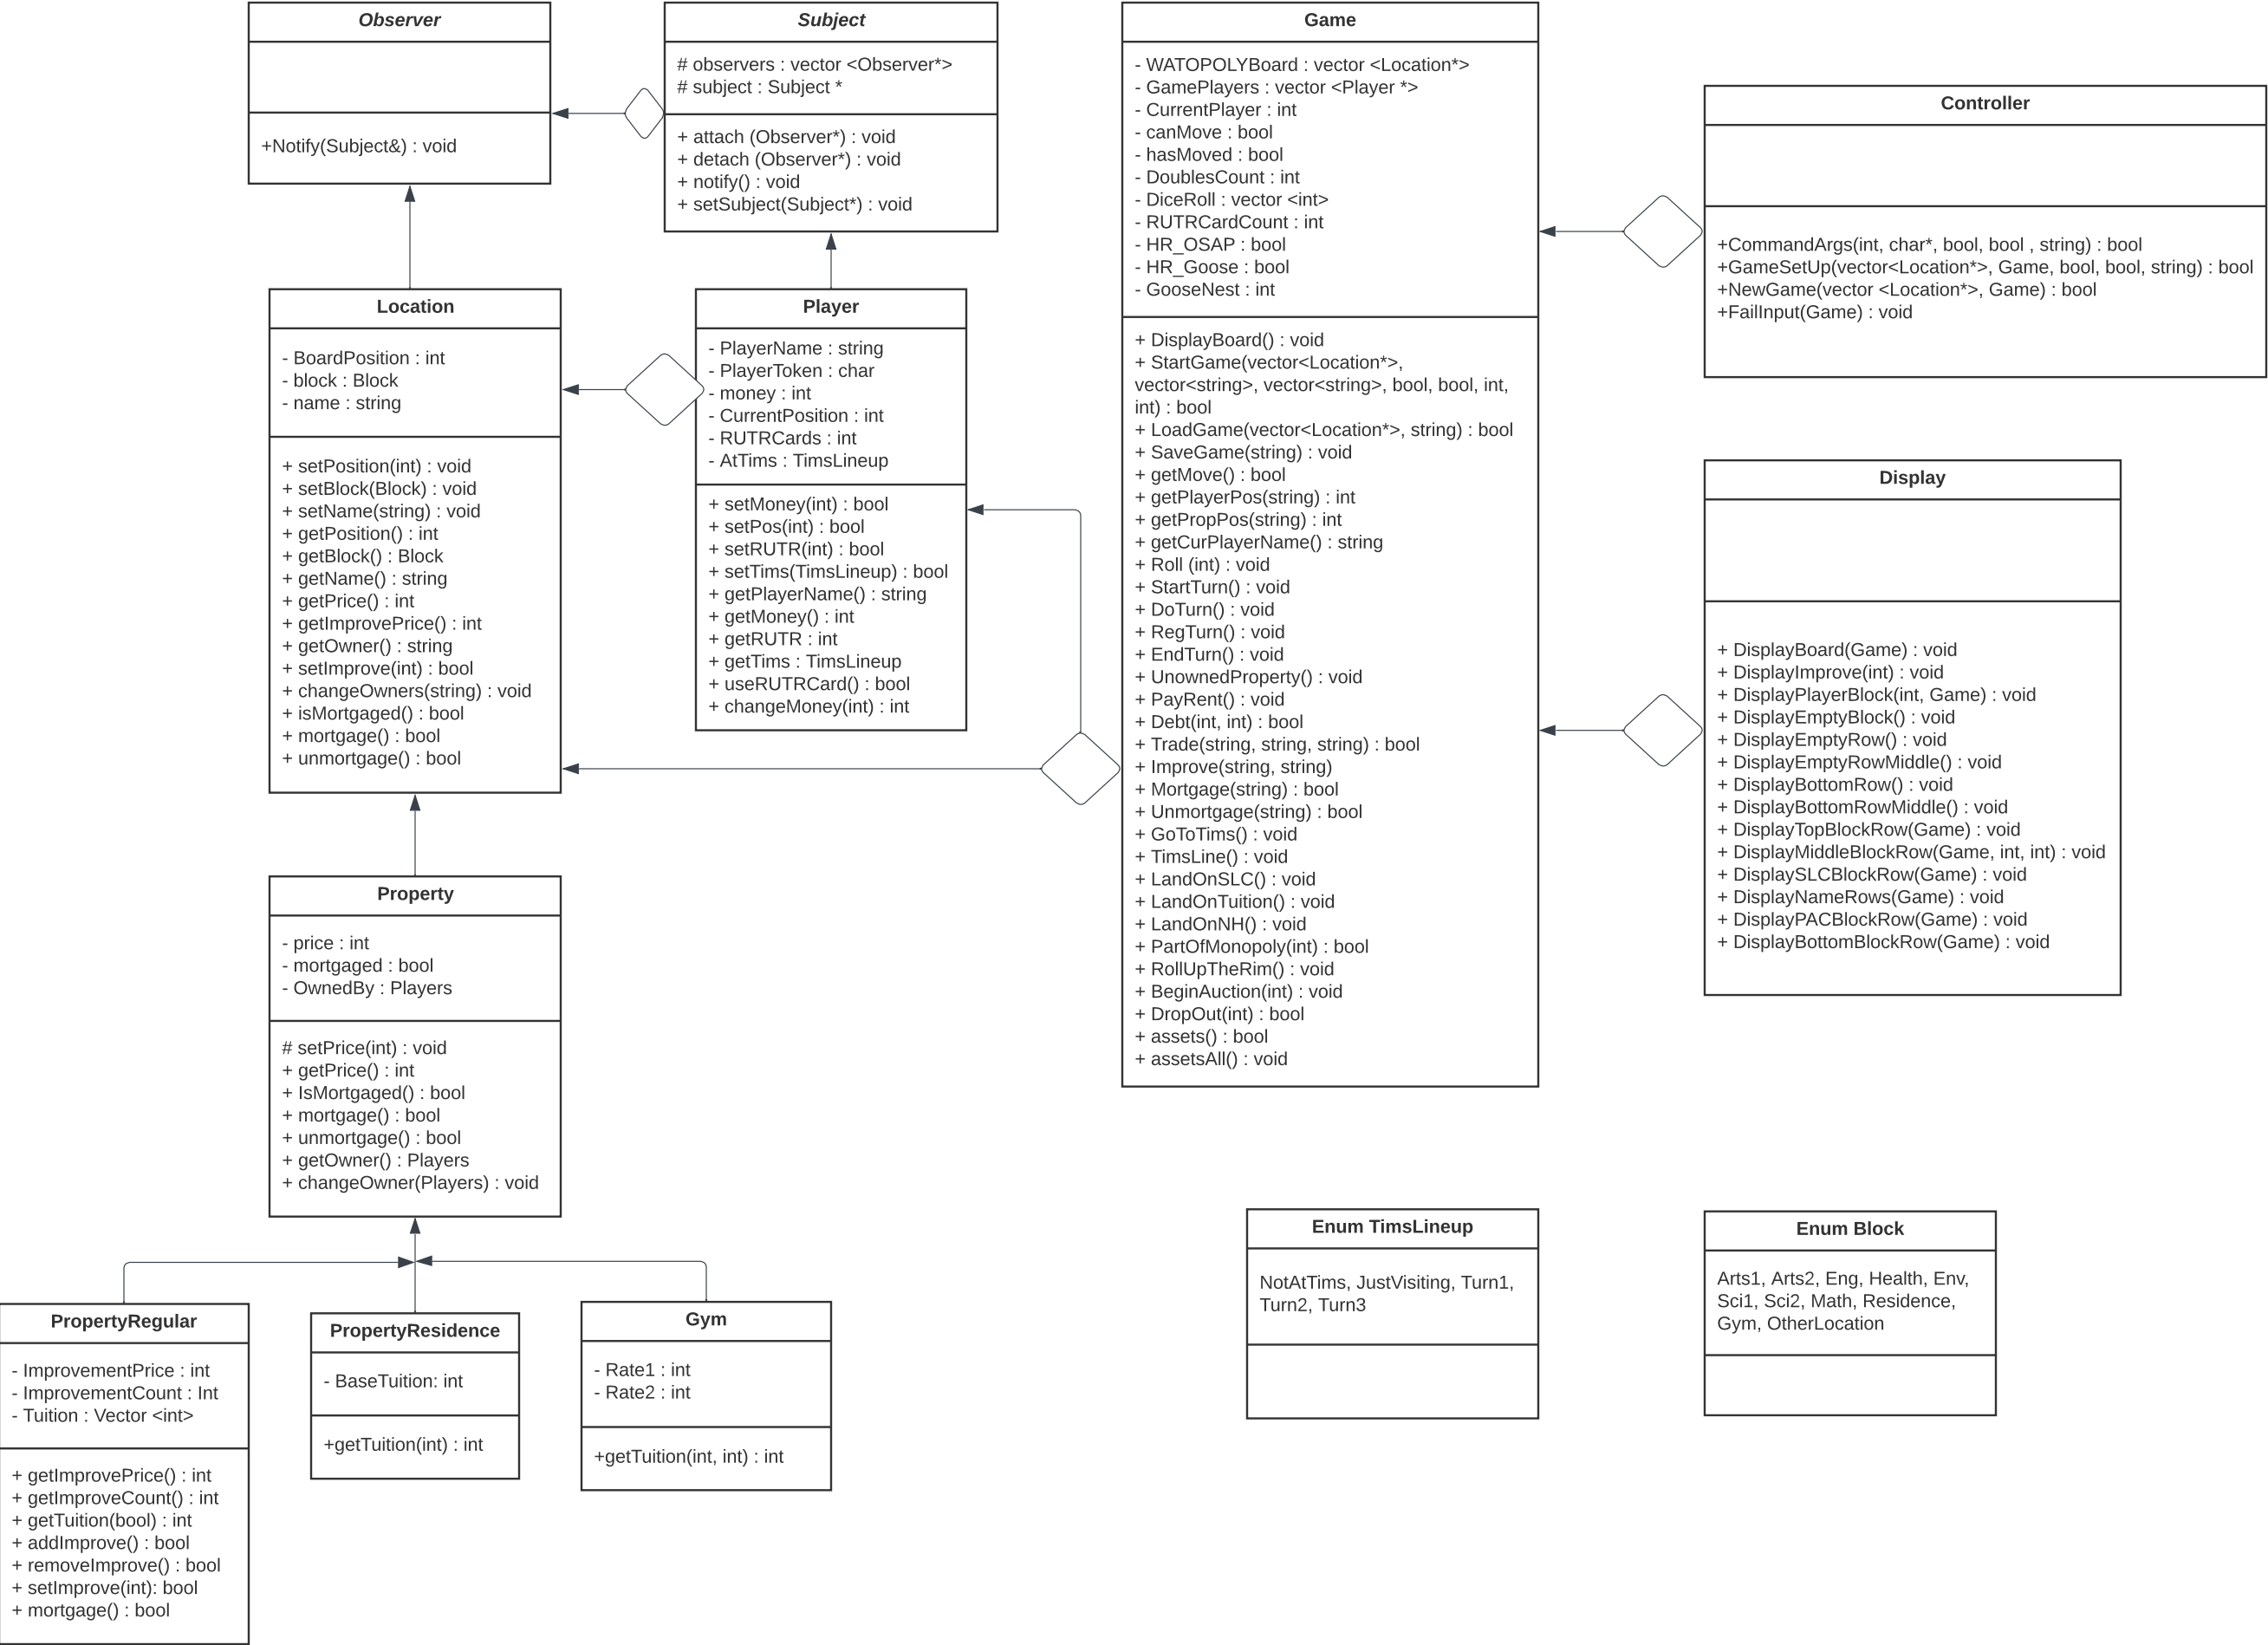 Observer
+Notify(Subject&) : void
Subject
# observers : vector <Observer*>
# subject : Subject *
+ attach (Observer*) : void
+ detach (Observer*) : void
+ notify() : void
+ setSubject(Subject*) : void
Game
- WATOPOLYBoard : vector <Location*>
- GamePlayers : vector <Player *>
- CurrentPlayer : int
- canMove : bool
- hasMoved : bool
- DoublesCount : int
- DiceRoll : vector <int>
- RUTRCardCount : int
- HR_OSAP : bool
- HR_Goose : bool
- GooseNest : int
+ DisplayBoard() : void
+ StartGame(vector<Location*>,
vector<string>, vector<string>, bool, bool, int,
int) : bool
+ LoadGame(vector<Location*>, string) : bool
+ SaveGame(string) : void
+ getMove() : bool
+ getPlayerPos(string) : int
+ getPropPos(string) : int
+ getCurPlayerName() : string
+ Roll (int) : void
+ StartTurn() : void
+ DoTurn() : void
+ RegTurn() : void
+ EndTurn() : void
+ UnownedProperty() : void
+ PayRent() : void
+ Debt(int, int) : bool
+ Trade(string, string, string) : bool
+ Improve(string, string)
+ Mortgage(string) : bool
+ Unmortgage(string) : bool
+ GoToTims() : void
+ TimsLine() : void
+ LandOnSLC() : void
+ LandOnTuition() : void
+ LandOnNH() : void
+ PartOfMonopoly(int) : bool
+ RollUpTheRim() : void
+ BeginAuction(int) : void
+ DropOut(int) : bool
+ assets() : bool
+ assetsAll() : void
Controller
+CommandArgs(int, char*, bool, bool , string) : bool
+GameSetUp(vector<Location*>, Game, bool, bool, string) : bool
+NewGame(vector <Location*>, Game) : bool
+FailInput(Game) : void
Location
- BoardPosition : int
- block : Block
- name : string
+ setPosition(int) : void
+ setBlock(Block) : void
+ setName(string) : void
+ getPosition() : int
+ getBlock() : Block
+ getName() : string
+ getPrice() : int
+ getImprovePrice() : int
+ getOwner() : string
+ setImprove(int) : bool
+ changeOwners(string) : void
+ isMortgaged() : bool
+ mortgage() : bool
+ unmortgage() : bool
Player
- PlayerName : string
- PlayerToken : char
- money : int
- CurrentPosition : int
- RUTRCards : int
- AtTims : TimsLineup
+ setMoney(int) : bool
+ setPos(int) : bool
+ setRUTR(int) : bool
+ setTims(TimsLineup) : bool
+ getPlayerName() : string
+ getMoney() : int
+ getRUTR : int
+ getTims : TimsLineup
+ useRUTRCard() : bool
+ changeMoney(int) : int
Display
+ DisplayBoard(Game) : void
+ DisplayImprove(int) : void
+ DisplayPlayerBlock(int, Game) : void
+ DisplayEmptyBlock() : void
+ DisplayEmptyRow() : void
+ DisplayEmptyRowMiddle() : void
+ DisplayBottomRow() : void
+ DisplayBottomRowMiddle() : void
+ DisplayTopBlockRow(Game) : void
+ DisplayMiddleBlockRow(Game, int, int) : void
+ DisplaySLCBlockRow(Game) : void
+ DisplayNameRows(Game) : void
+ DisplayPACBlockRow(Game) : void
+ DisplayBottomBlockRow(Game) : void
Property
- price : int
- mortgaged : bool
- OwnedBy : Players
# setPrice(int) : void
+ getPrice() : int
+ IsMortgaged() : bool
+ mortgage() : bool
+ unmortgage() : bool
+ getOwner() : Players
+ changeOwner(Players) : void
Enum TimsLineup
NotAtTims, JustVisiting, Turn1,
Turn2, Turn3
Enum Block
Arts1, Arts2, Eng, Health, Env,
Sci1, Sci2, Math, Residence,
Gym, OtherLocation
PropertyRegular
- ImprovementPrice : int
- ImprovementCount : Int
- Tuition : Vector <int>
+ getImprovePrice() : int
+ getImproveCount() : int
+ getTuition(bool) : int
+ addImprove() : bool
+ removeImprove() : bool
+ setImprove(int): bool
+ mortgage() : bool
PropertyResidence
- BaseTuition: int
+getTuition(int) : int
Gym
- Rate1 : int
- Rate2 : int
+getTuition(int, int) : int